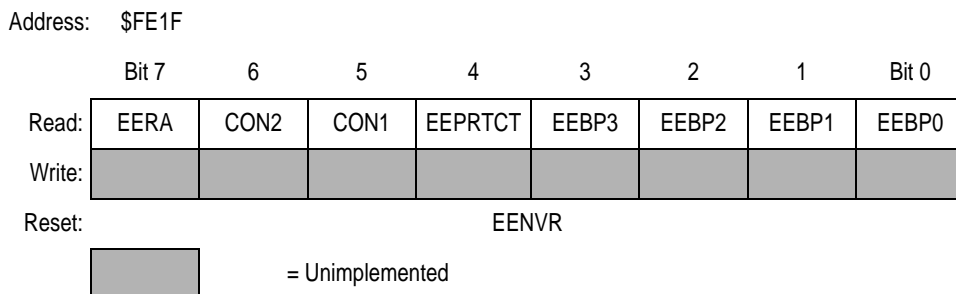 Address: $FE1F
Bit 7 6 5 4 3 2 1 Bit 0
Read: EERA CON2 CON1 EEPRTCT EEBP3 EEBP2 EEBP1 EEBP0
Write:
Reset: EENVR
= Unimplemented